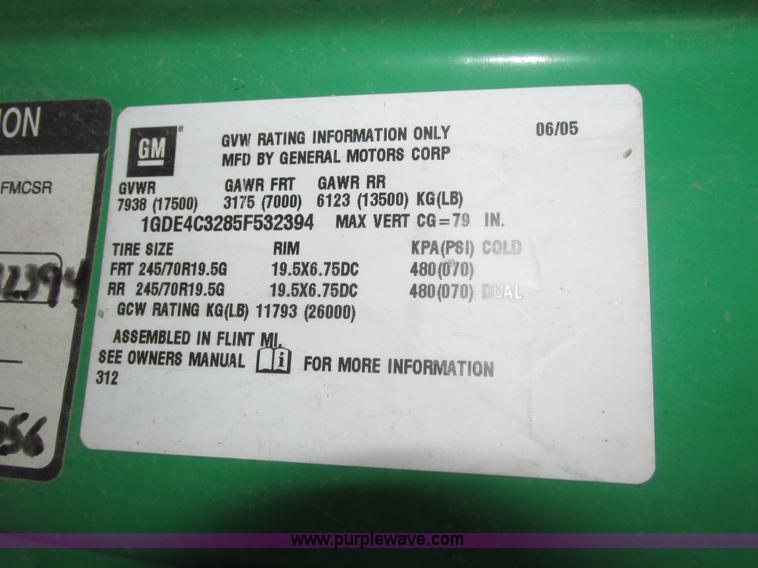 ION
FMCSR
2394
056
GM
GVW RATING INFORMATION ONLY
06/05
MFD BY GENERAL MOTORS CORP
GVWR GAWR FRT GAWR RR
7938 (17500) 3175 (7000) 6123 (13500) KG(LB)
1GDE4C3285F532394 MAX VERT CG=79 IN.
TIRE SIZE RIM KPA(PSI) COLD
FRT 245/70R19.5G 19.5X6.75DC 480(070)
RR 245/70R19.5G 19.5X6.75DC 480(070) DUAL
GCW RATING KG(LB) 11793 (26000)
ASSEMBLED IN FLINT MI.
SEE OWNERS MANUAL i FOR MORE INFORMATION
312
www.purplewave.com